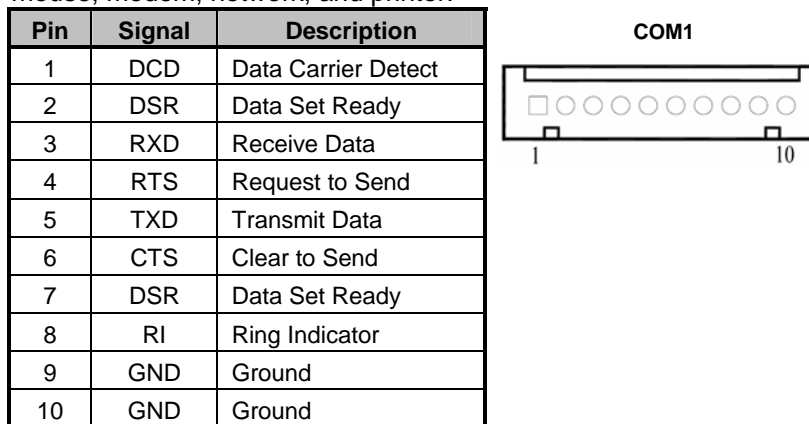 mouse, modem, network, and printer.
Pin Signal Description
1 DCD Data Carrier Detect
2 DSR Data Set Ready
3 RXD Receive Data
4 RTS Request to Send
5 TXD Transmit Data
6 CTS Clear to Send
7 DSR Data Set Ready
8 RI Ring Indicator
9 GND Ground
10 GND Ground
COM1
1 10